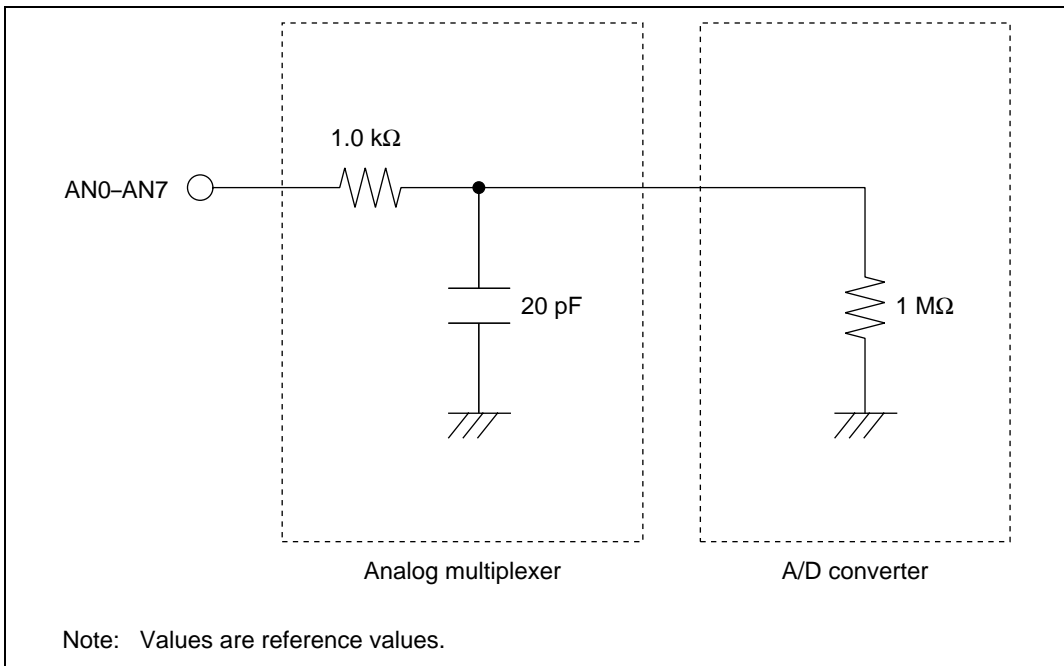 1.0 kΩ
AN0–AN7
20 pF
1 MΩ
Analog multiplexer
A/D converter
Note: Values are reference values.